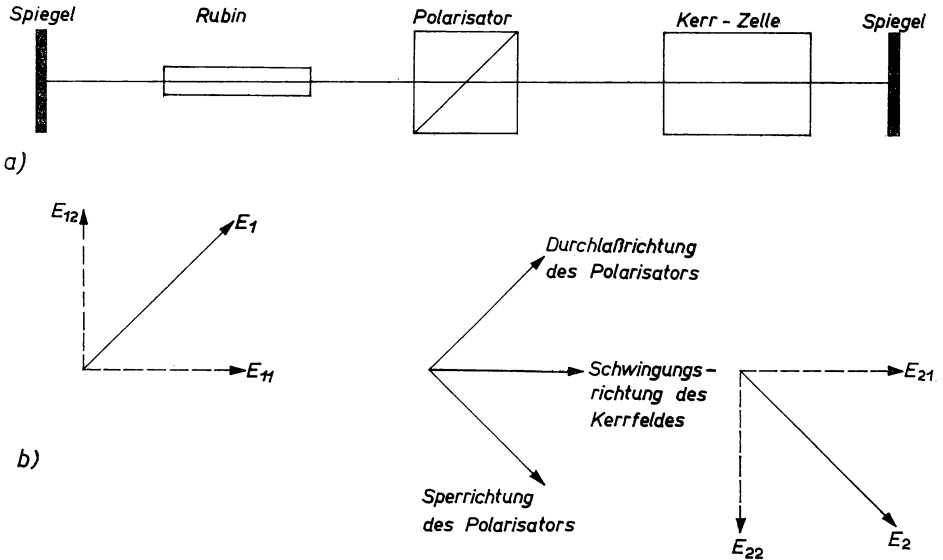 Spiegel
Rubin
Polarisator
Kerr - Zelle
Spiegel
a)
E12
E1
E11
Durchlaßrichtung
des Polarisators
Schwingungs-
richtung des
Kerrfeldes
Sperrichtung
des Polarisators
E21
E22
E2
b)